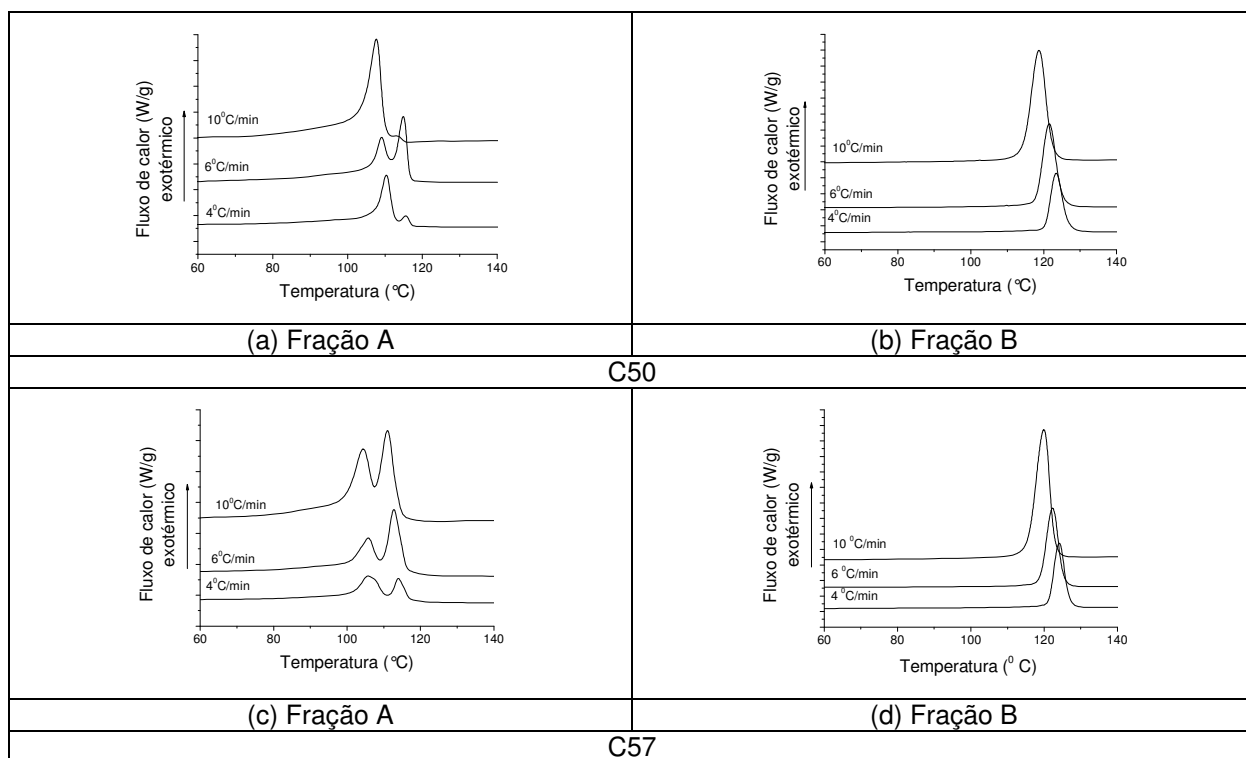 Fluxo de calor (W/g)
exotérmico
10⁰C/min
6⁰C/min
4⁰C/min
60 80 100 120 140
Temperatura (°C)
Fluxo de calor (W/g)
exotérmico
10⁰C/min
6⁰C/min
4⁰C/min
60 80 100 120 140
Temperatura (°C)
(a) Fração A
(b) Fração B
C50
Fluxo de calor (W/g)
exotérmico
10⁰C/min
6⁰C/min
4⁰C/min
60 80 100 120 140
Temperatura (°C)
Fluxo de calor (W/g)
exotérmico
10 ⁰C/min
6 ⁰C/min
4 ⁰C/min
60 80 100 120 140
Temperatura (⁰ C)
(c) Fração A
(d) Fração B
C57